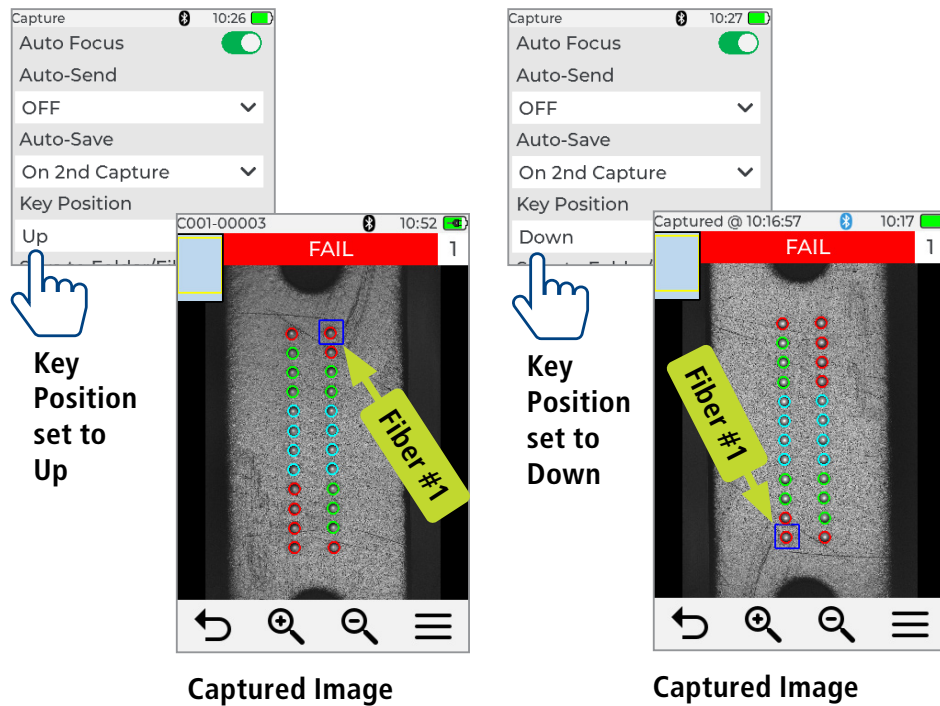 Capture 10:26
Auto Focus
Auto-Send
OFF
Auto-Save
On 2nd Capture
Key Position
Up
C001-00003 10:52
FAIL 1
Fiber #1
Key
Position
set to
Up
Captured Image
Capture 10:27
Auto Focus
Auto-Send
OFF
Auto-Save
On 2nd Capture
Key Position
Down
Captured @ 10:16:57 10:17
FAIL 1
Fiber #1
Key
Position
set to
Down
Captured Image